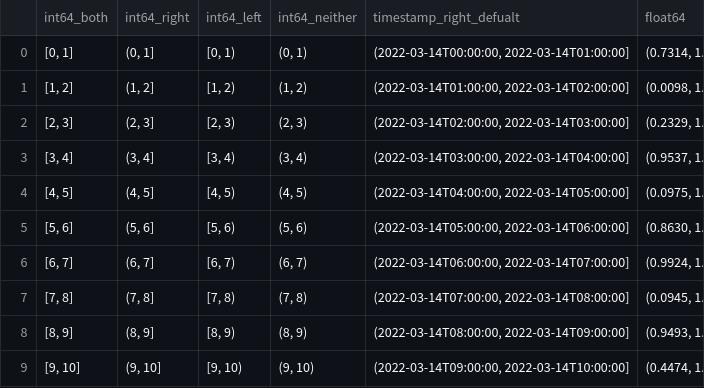 int64_both int64_right int64_left int64_neither timestamp_right_defualt float64
0 [0, 1] (0, 1] [0, 1) (0, 1) (2022-03-14T00:00:00, 2022-03-14T01:00:00] (0.7314, 1.
1 [1, 2] (1, 2] [1, 2) (1, 2) (2022-03-14T01:00:00, 2022-03-14T02:00:00] (0.0098, 1.
2 [2, 3] (2, 3] [2, 3) (2, 3) (2022-03-14T02:00:00, 2022-03-14T03:00:00] (0.2329, 1.
3 [3, 4] (3, 4] [3, 4) (3, 4) (2022-03-14T03:00:00, 2022-03-14T04:00:00] (0.9537, 1.
4 [4, 5] (4, 5] [4, 5) (4, 5) (2022-03-14T04:00:00, 2022-03-14T05:00:00] (0.0975, 1.
5 [5, 6] (5, 6] [5, 6) (5, 6) (2022-03-14T05:00:00, 2022-03-14T06:00:00] (0.8630, 1.
6 [6, 7] (6, 7] [6, 7) (6, 7) (2022-03-14T06:00:00, 2022-03-14T07:00:00] (0.9924, 1.
7 [7, 8] (7, 8] [7, 8) (7, 8) (2022-03-14T07:00:00, 2022-03-14T08:00:00] (0.0945, 1.
8 [8, 9] (8, 9] [8, 9) (8, 9) (2022-03-14T08:00:00, 2022-03-14T09:00:00] (0.9493, 1.
9 [9, 10] (9, 10] [9, 10) (9, 10) (2022-03-14T09:00:00, 2022-03-14T10:00:00] (0.4474, 1.